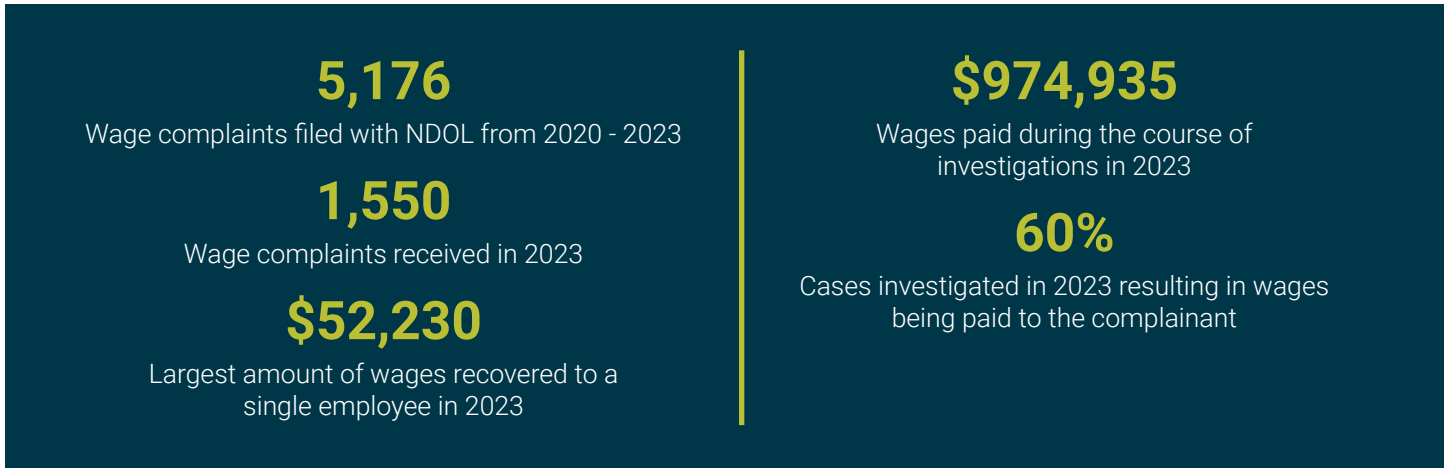 5,176
Wage complaints filed with NDOL from 2020 - 2023
1,550
Wage complaints received in 2023
$52,230
Largest amount of wages recovered to a
single employee in 2023
$974,935
Wages paid during the course of
investigations in 2023
60%
Cases investigated in 2023 resulting in wages
being paid to the complainant